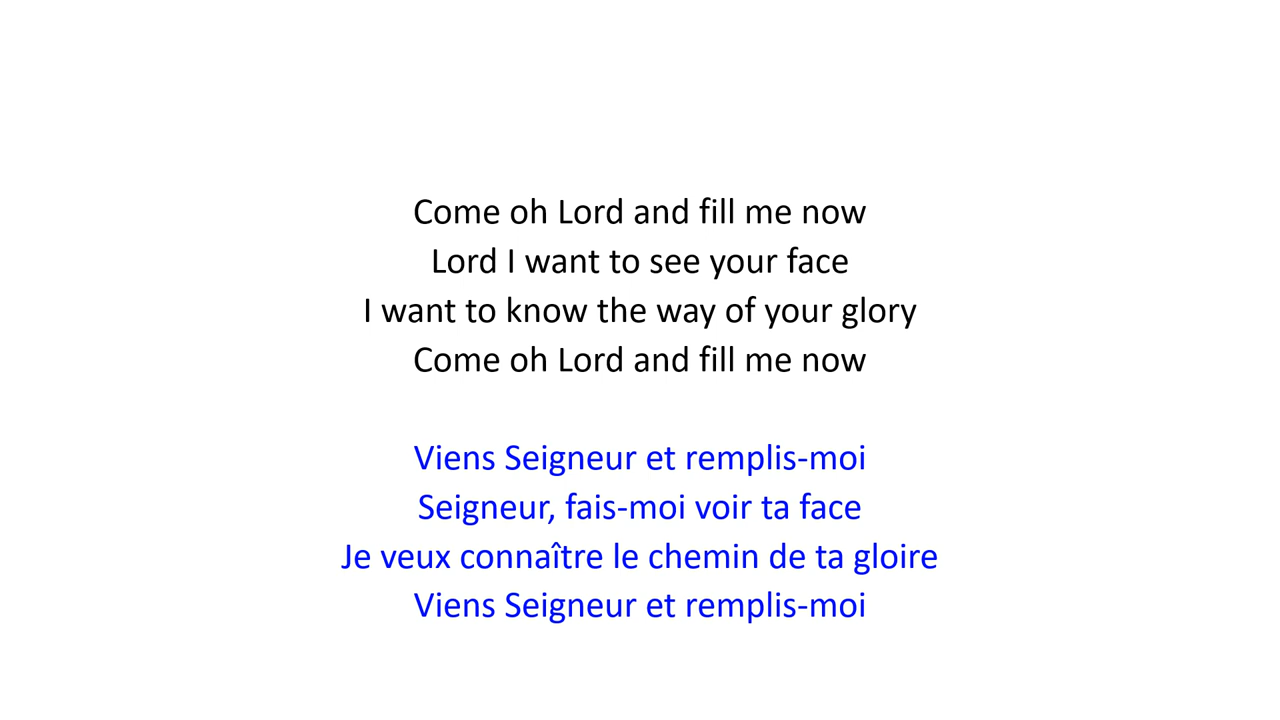 Come oh Lord and fill me now
Lord I want to see your face
I want to know the way of your glory
Come oh Lord and fill me now
Viens Seigneur et remplis-moi
Seigneur, fais-moi voir ta face
Je veux connaître le chemin de ta gloire
Viens Seigneur et remplis-moi